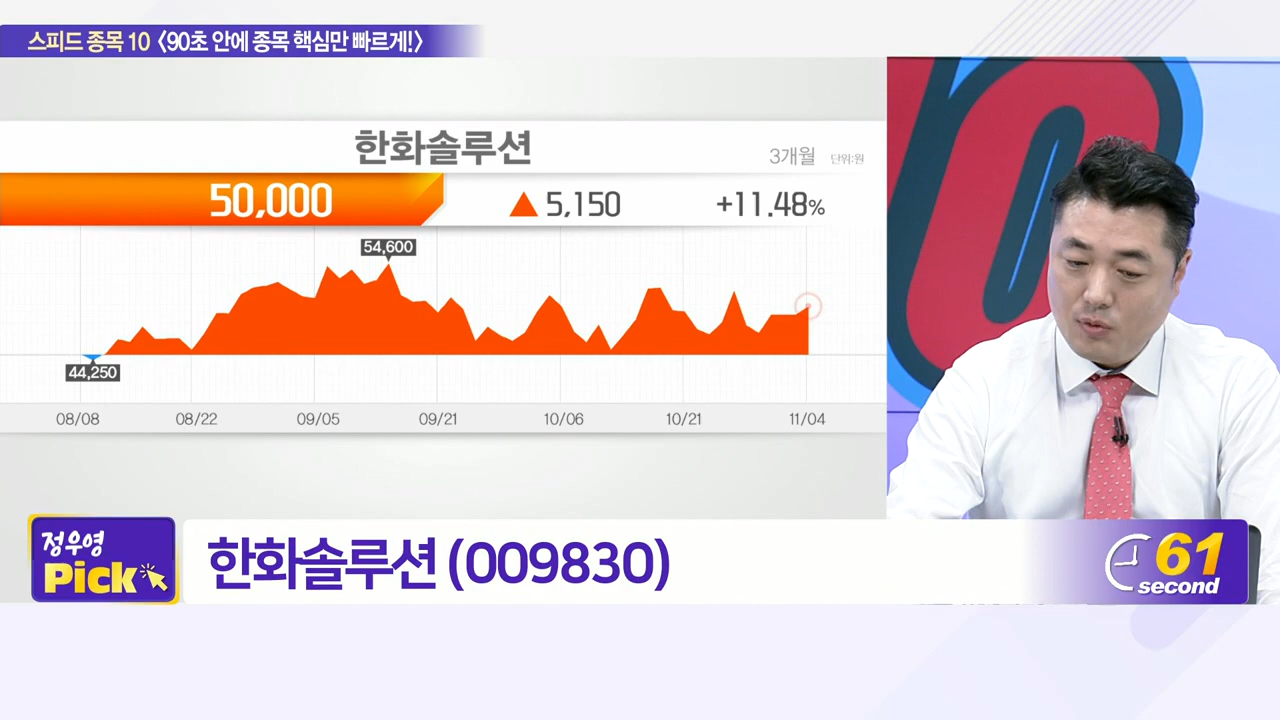 스피드 종목 10 <90초 안에 종목 핵심만 빠르게!>
한화솔루션
3개월 단위:원
50,000 ▲ 5,150 +11.48%
54,600
44,250
08/08 08/22 09/05 09/21 10/06 10/21 11/04
정우영
Pick
한화솔루션 (009830)
61
second